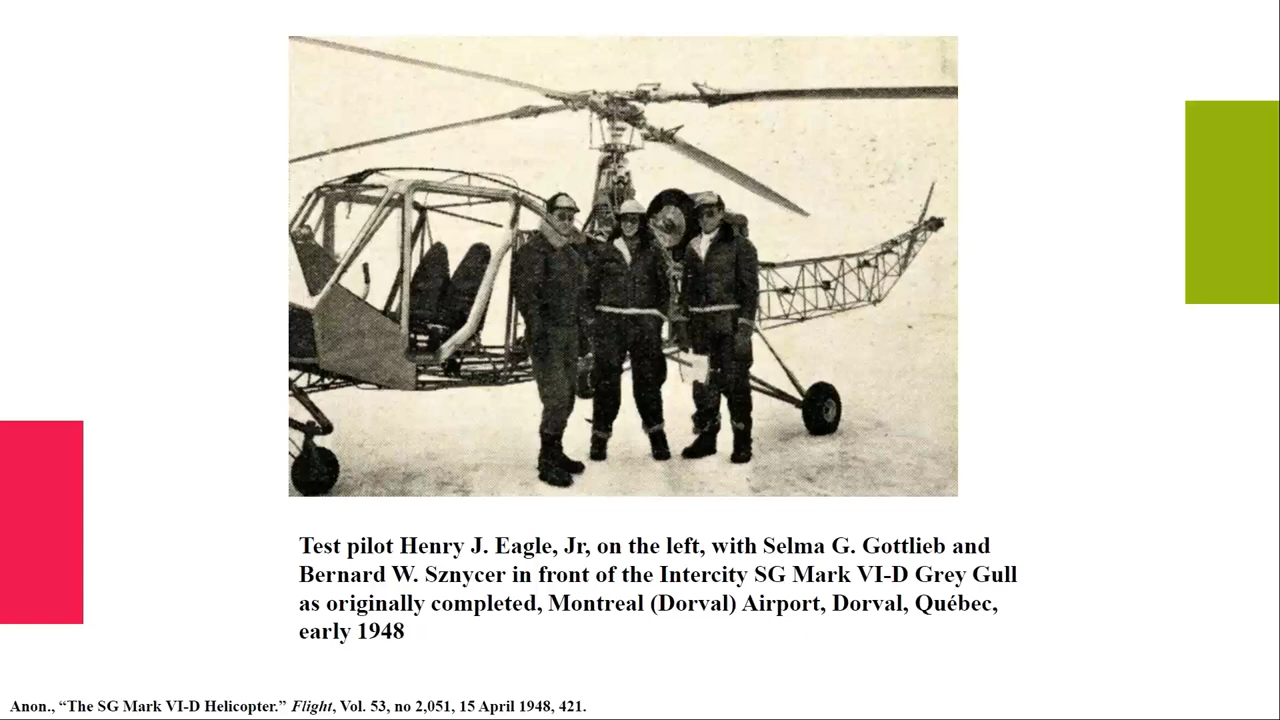 Test pilot Henry J. Eagle, Jr, on the left, with Selma G. Gottlieb and
Bernard W. Sznycer in front of the Intercity SG Mark VI-D Grey Gull
as originally completed, Montreal (Dorval) Airport, Dorval, Québec,
early 1948
Anon., “The SG Mark VI-D Helicopter.” Flight, Vol. 53, no 2,051, 15 April 1948, 421.